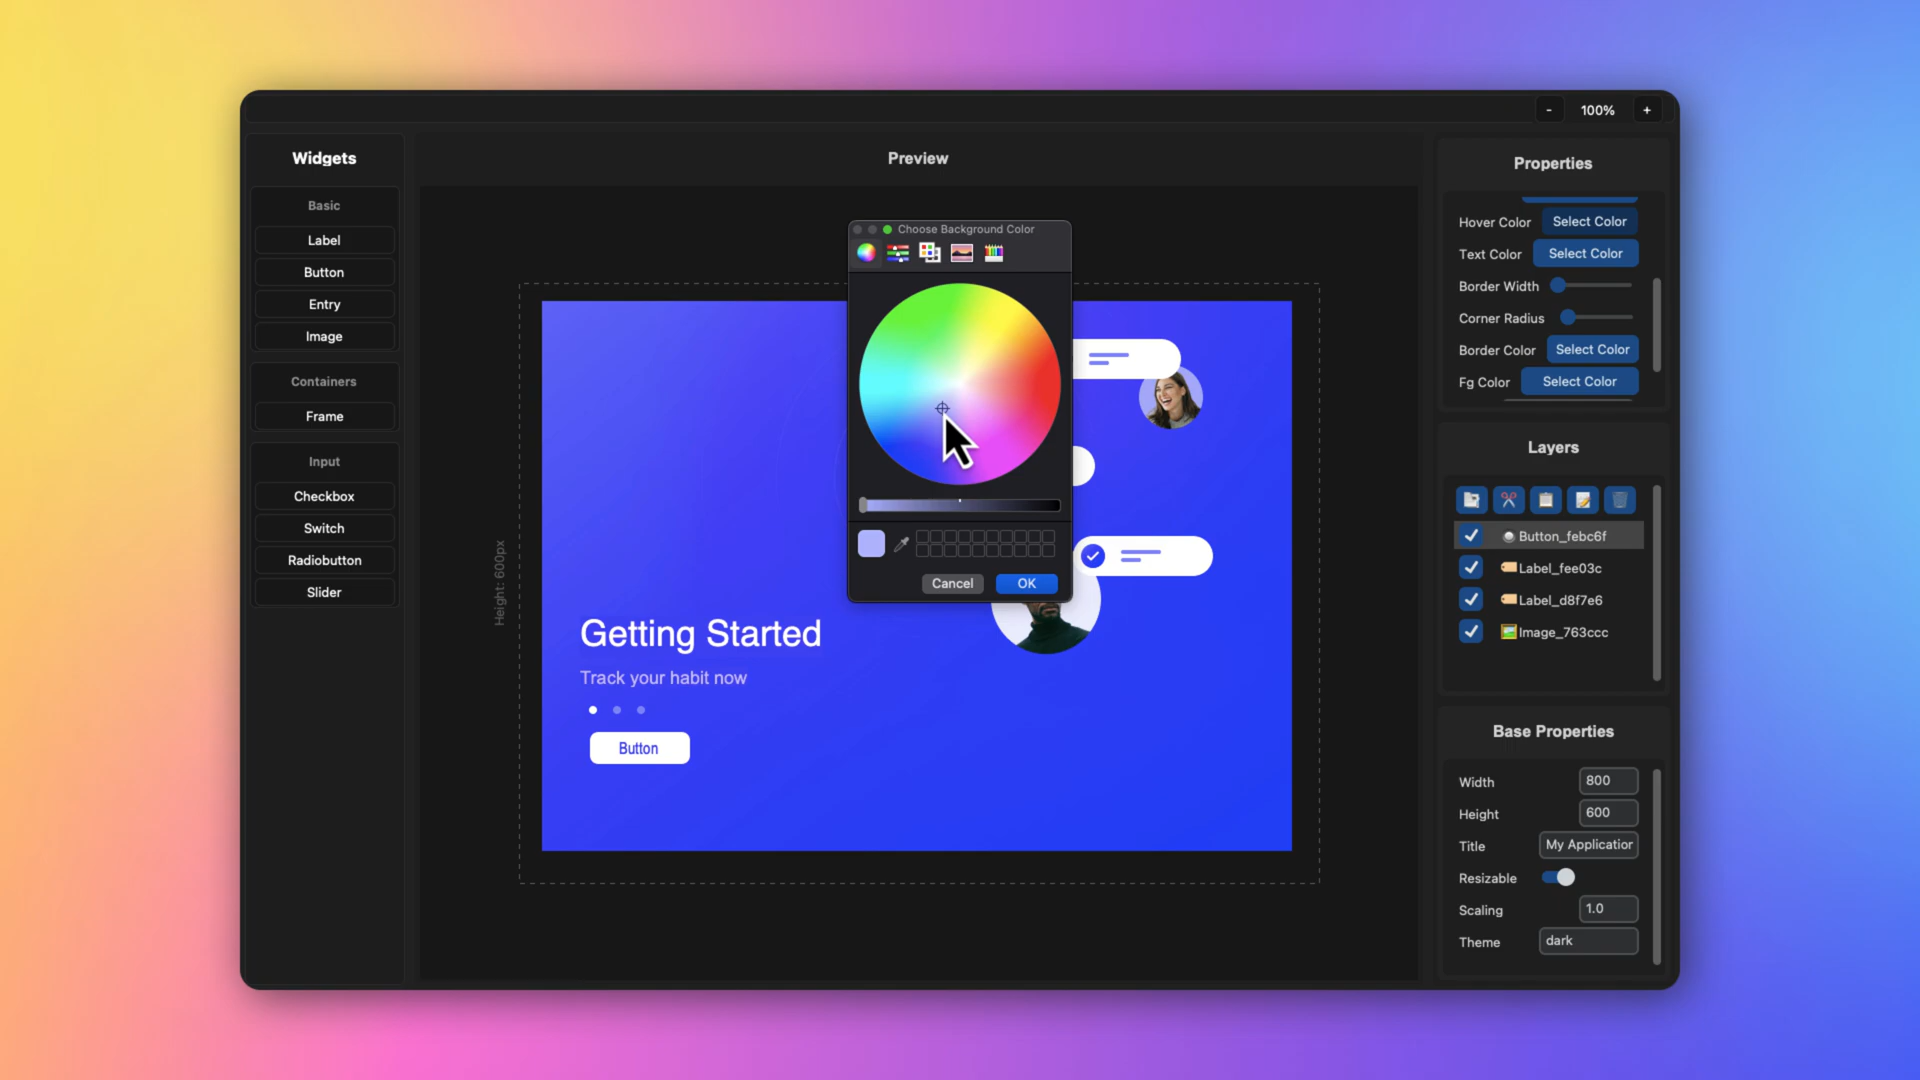 - 100% +
Widgets
Basic
Label
Button
Entry
Image
Containers
Frame
Input
Checkbox
Switch
Radiobutton
Slider
Preview
Height: 600px
Choose Background Color
Cancel OK
Getting Started
Track your habit now
Button
Properties
Hover Color Select Color
Text Color Select Color
Border Width
Corner Radius
Border Color Select Color
Fg Color Select Color
Layers
Button_febc6f
Label_fee03c
Label_d8f7e6
Image_763ccc
Base Properties
Width 800
Height 600
Title My Application
Resizable
Scaling 1.0
Theme dark